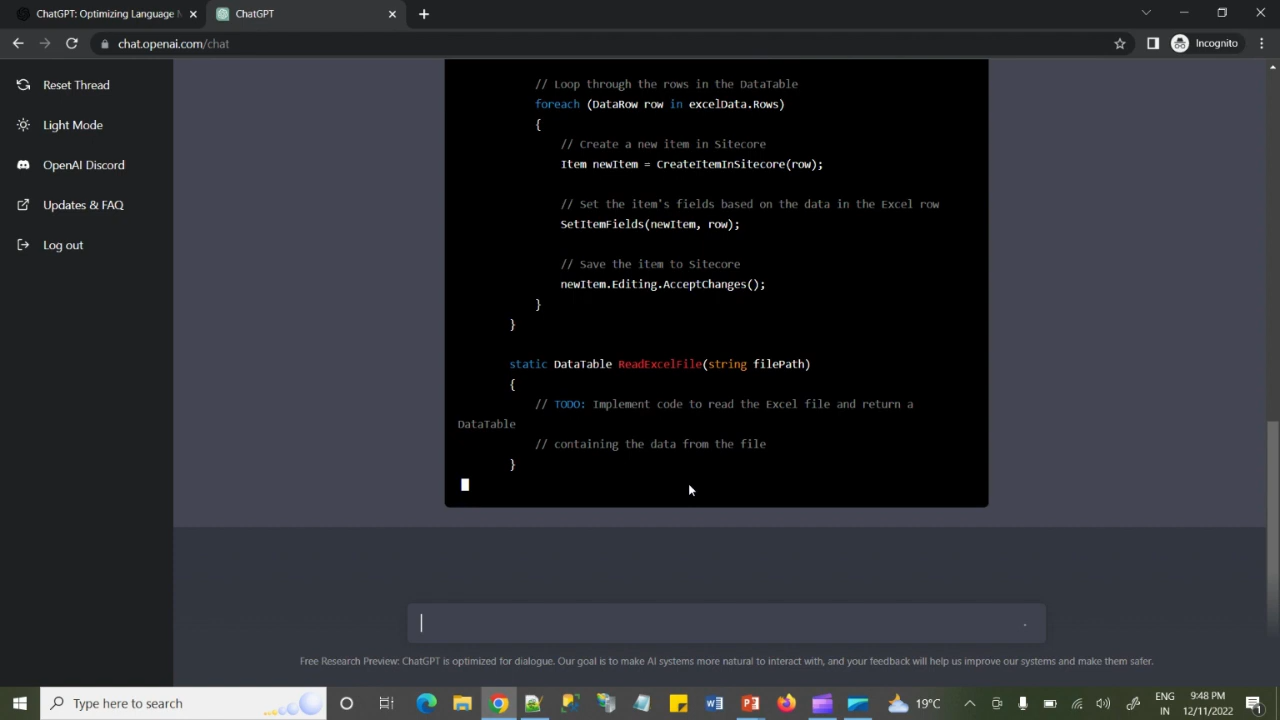 ChatGPT: Optimizing Language
ChatGPT
chat.openai.com/chat
Incognito
Reset Thread
Light Mode
OpenAI Discord
Updates & FAQ
Log out
// Loop through the rows in the DataTable
foreach (DataRow row in excelData.Rows)
{
// Create a new item in Sitecore
Item newItem = CreateItemInSitecore(row);
// Set the item's fields based on the data in the Excel row
SetItemFields(newItem, row);
// Save the item to Sitecore
newItem.Editing.AcceptChanges();
}
}
static DataTable ReadExcelFile(string filePath)
{
// TODO: Implement code to read the Excel file and return a
DataTable
// containing the data from the file
}
Free Research Preview: ChatGPT is optimized for dialogue. Our goal is to make AI systems more natural to interact with, and your feedback will help us improve our systems and make them safer.
Type here to search
19°C
ENG
IN
9:48 PM
12/11/2022